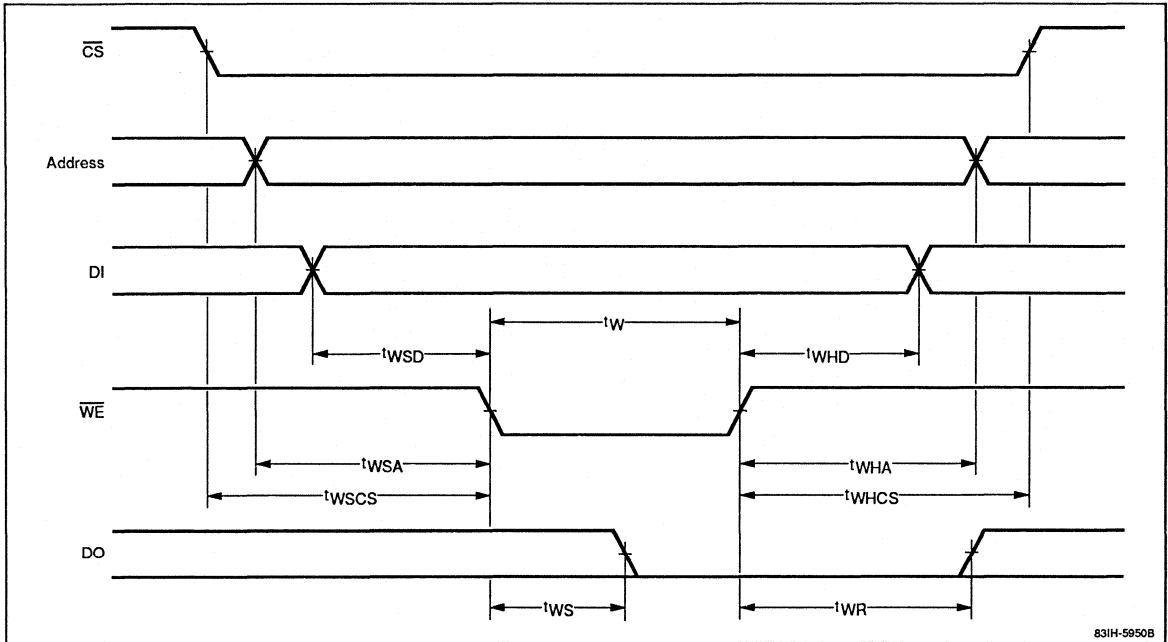 CS
Address
DI
tW
tWSD
tWHD
WE
tWSA
tWHA
tWSCS
tWHCS
DO
tWS
tWR
83IH-5950B